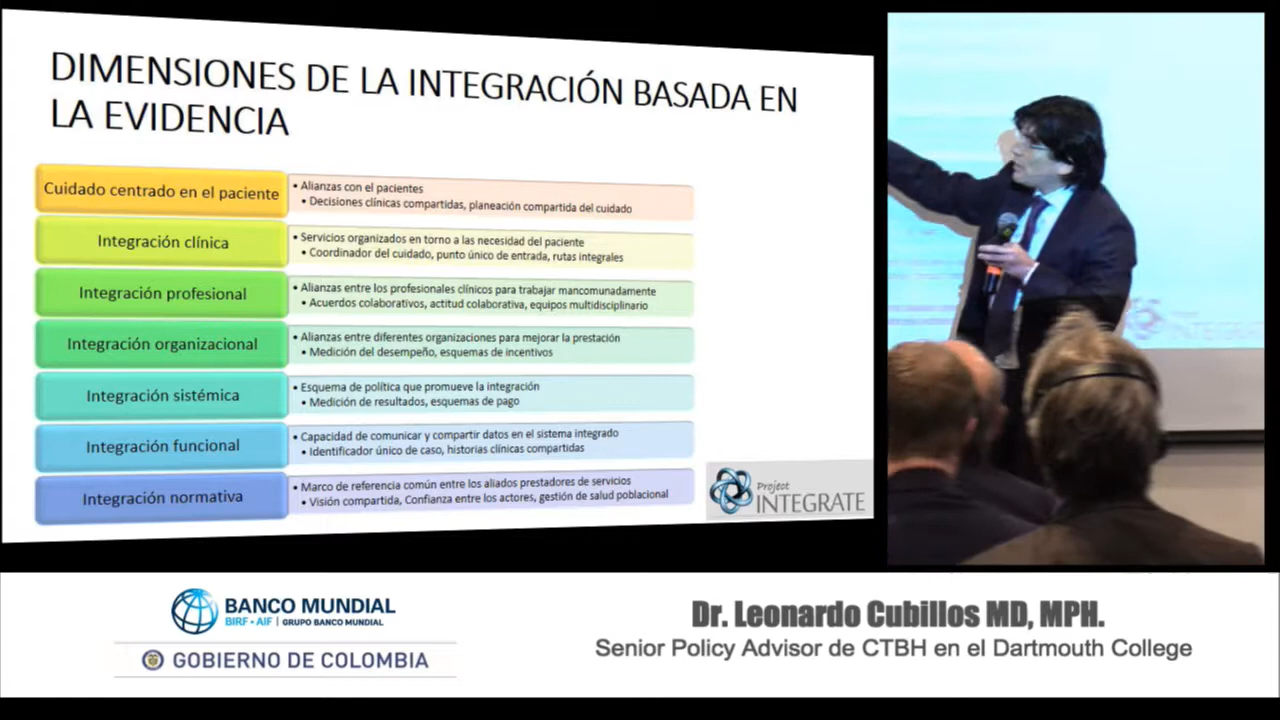 DIMENSIONES DE LA INTEGRACIÓN BASADA EN
LA EVIDENCIA
Cuidado centrado en el paciente
• Alianzas con el pacientes
• Decisiones clínicas compartidas, planeación compartida del cuidado
Integración clínica
• Servicios organizados en torno a las necesidad del paciente
• Coordinador del cuidado, punto único de entrada, rutas integrales
Integración profesional
• Alianzas entre los profesionales clínicos para trabajar mancomunadamente
• Acuerdos colaborativos, actitud colaborativa, equipos multidisciplinario
Integración organizacional
• Alianzas entre diferentes organizaciones para mejorar la prestación
• Medición del desempeño, esquemas de incentivos
Integración sistémica
• Esquema de política que promueve la integración
• Medición de resultados, esquemas de pago
Integración funcional
• Capacidad de comunicar y compartir datos en el sistema integrado
• Identificador único de caso, historias clínicas compartidas
Integración normativa
• Marco de referencia común entre los aliados prestadores de servicios
• Visión compartida, Confianza entre los actores, gestión de salud poblacional
Project
INTEGRATE
BANCO MUNDIAL
BIRF • AIF | GRUPO BANCO MUNDIAL
GOBIERNO DE COLOMBIA
Dr. Leonardo Cubillos MD, MPH.
Senior Policy Advisor de CTBH en el Dartmouth College